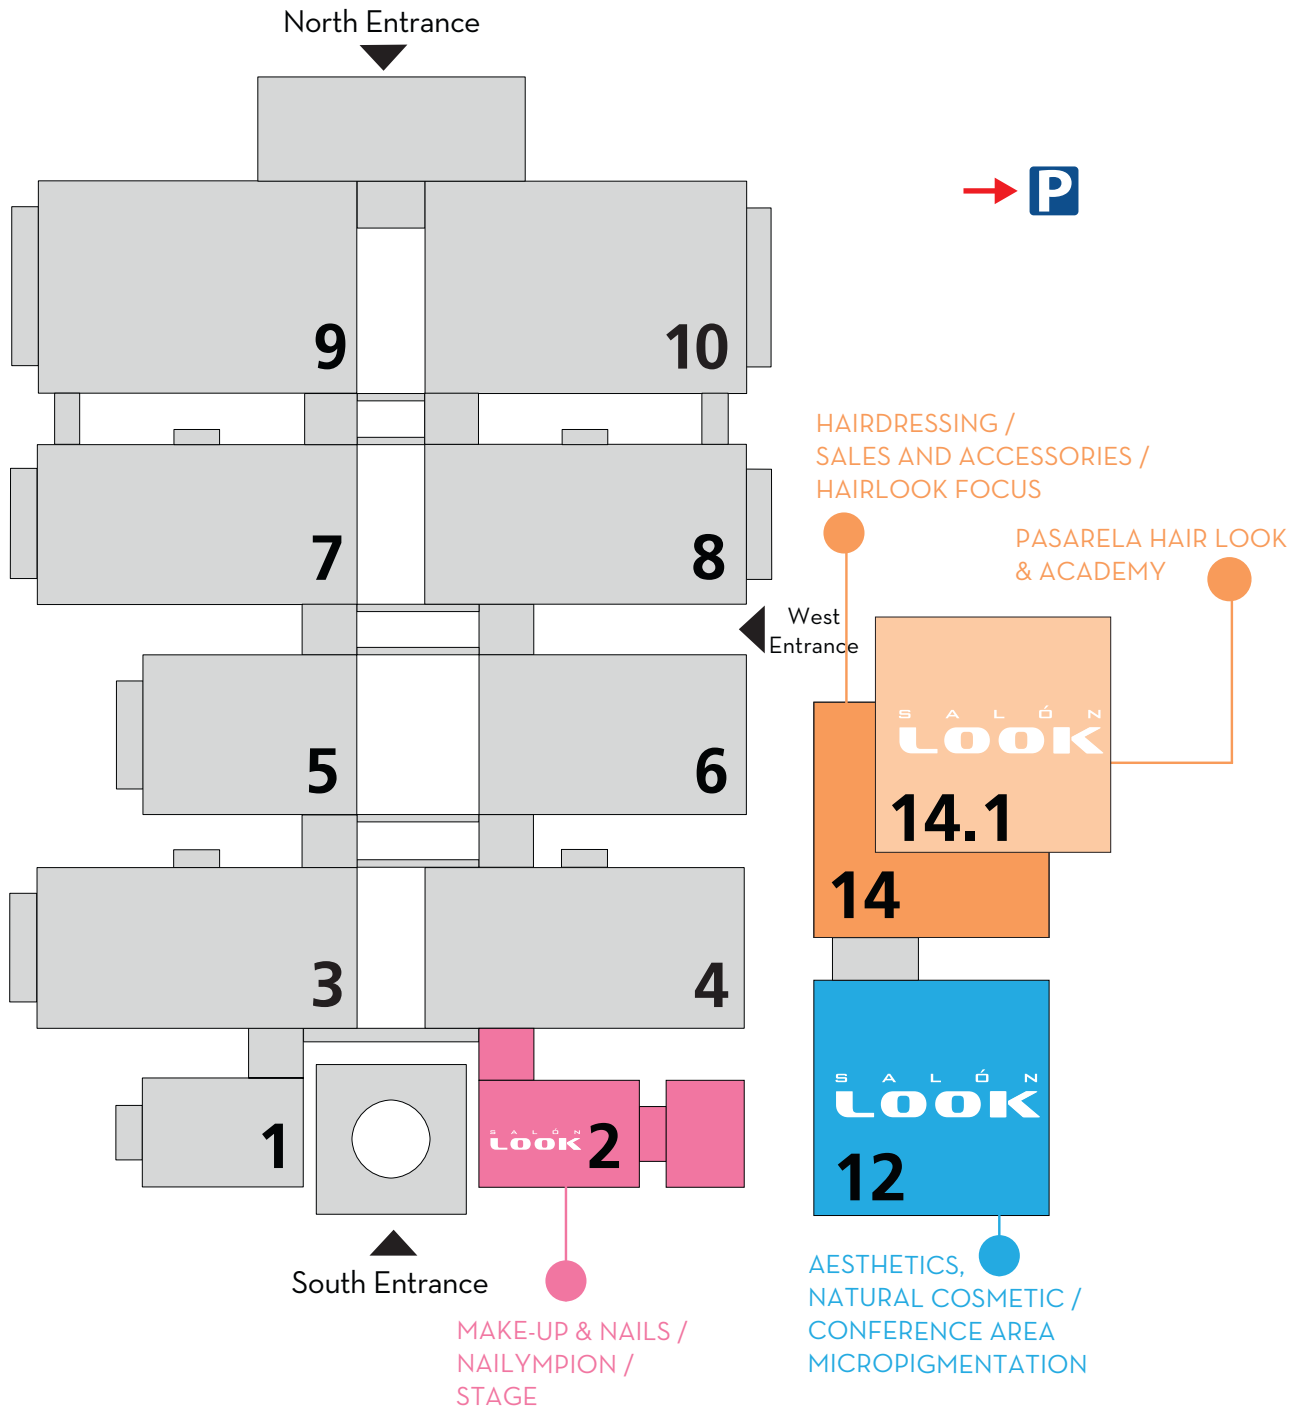 North Entrance
P
9
10
HAIRDRESSING /
SALES AND ACCESSORIES /
HAIRLOOK FOCUS
PASARELA HAIR LOOK
& ACADEMY
7
8
West
Entrance
SALÓN
LOOK
14.1
5
6
14
3
4
SALÓN
LOOK
12
1
SALÓN
LOOK
2
South Entrance
AESTHETICS,
NATURAL COSMETIC /
CONFERENCE AREA
MICROPIGMENTATION
MAKE-UP & NAILS /
NAILYMPION /
STAGE